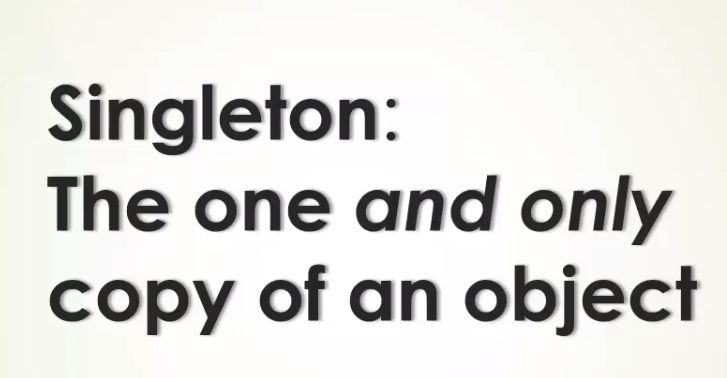 Singleton:
The one and only
copy of an object